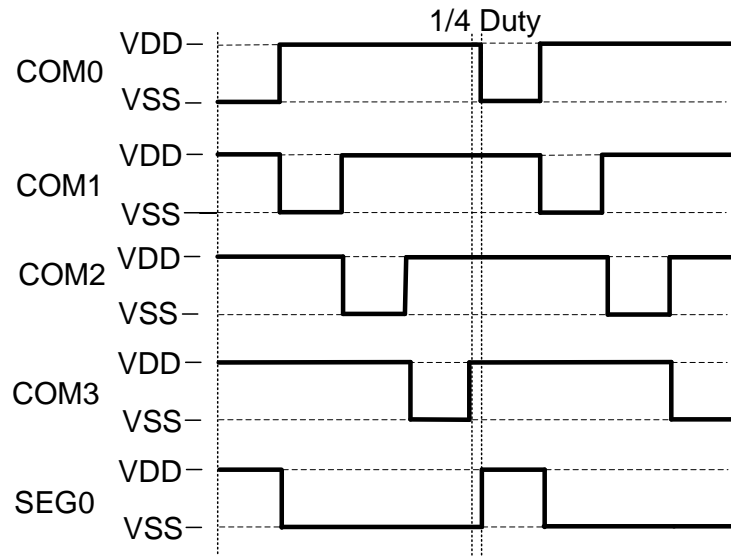 1/4 Duty
VDD
COM0
VSS
VDD
COM1
VSS
VDD
COM2
VSS
VDD
COM3
VSS
VDD
SEG0
VSS